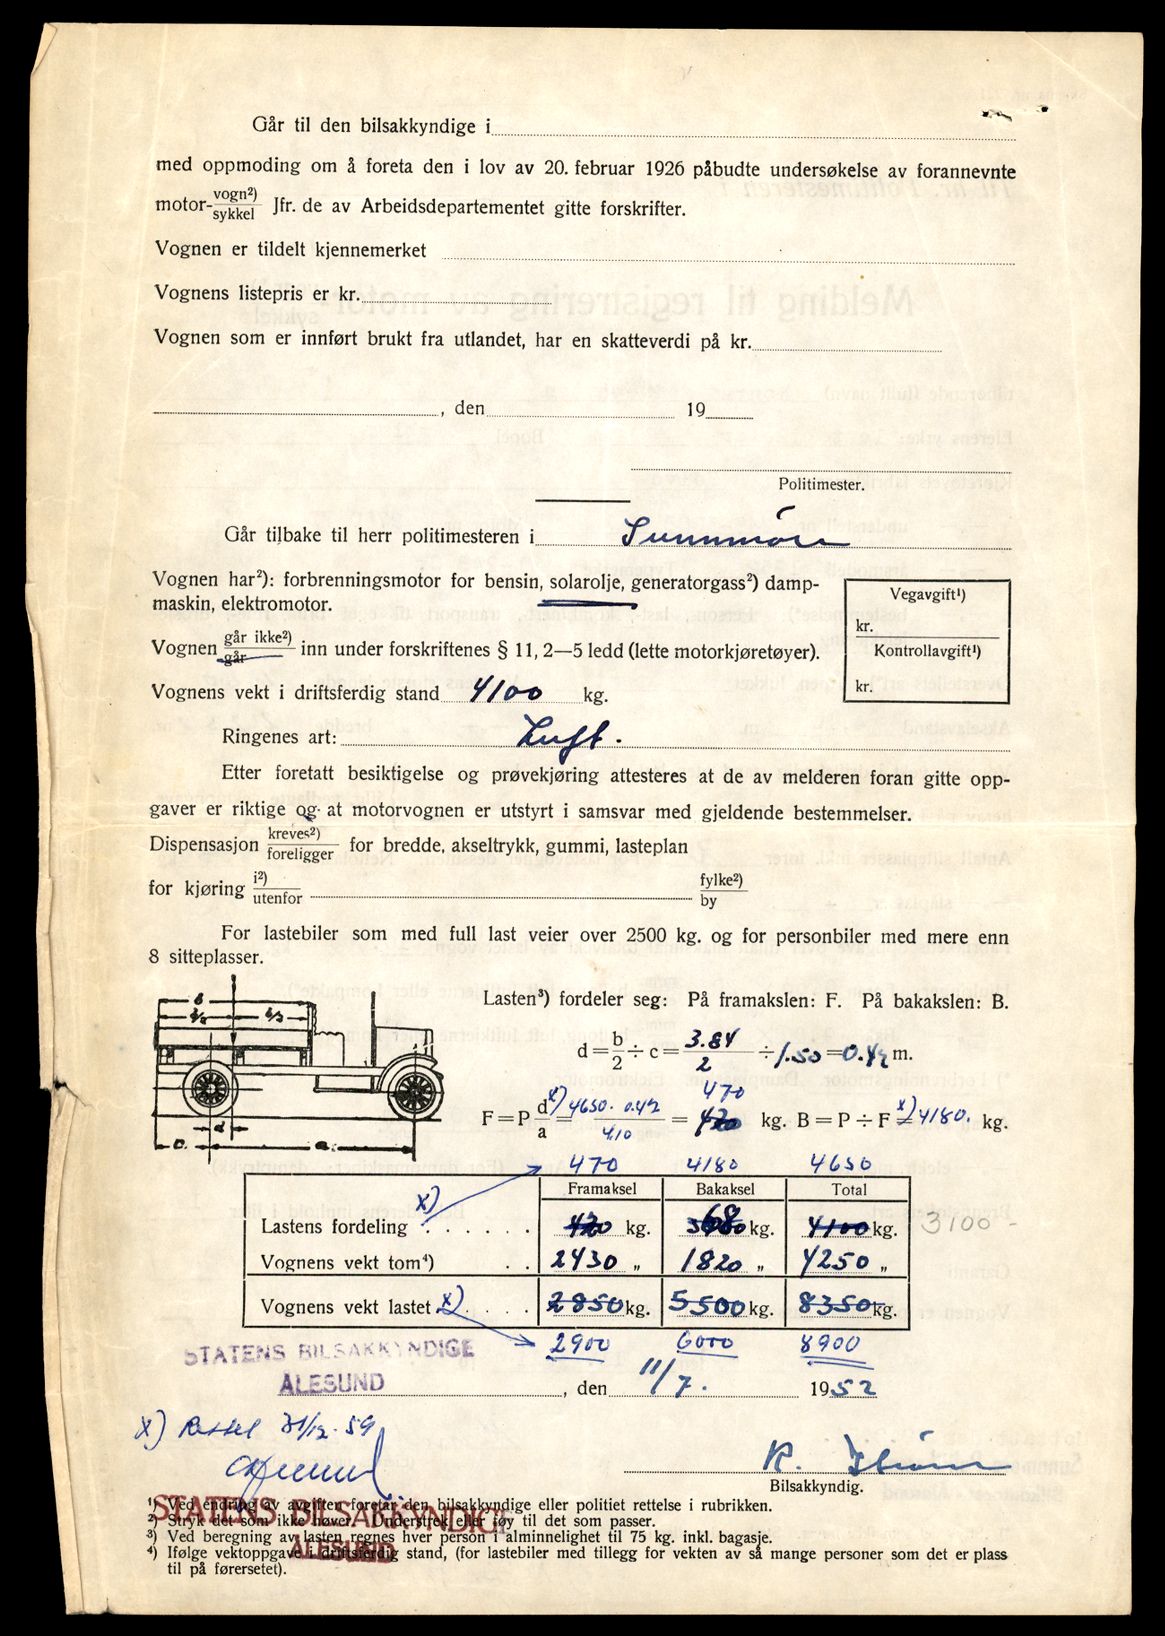 Går til den bilsakkyndige i
med oppmoding om å foreta den i lov av 20. februar 1926 påbudte undersøkelse av forannevnte
motor- vogn²) / sykkel Jfr. de av Arbeidsdepartementet gitte forskrifter.
Vognen er tildelt kjennemerket
Vognens listepris er kr.
Vognen som er innført brukt fra utlandet, har en skatteverdi på kr.
, den 19
Politimester.
Går tilbake til herr politimesteren i Sunnmøre
Vognen har²): forbrenningsmotor for bensin, solarolje, generatorgass²) damp-
maskin, elektromotor.
Vegavgift¹)
kr.
Kontrollavgift¹)
kr.
Vognen går ikke²) / går inn under forskriftenes § 11, 2—5 ledd (lette motorkjøretøyer).
Vognens vekt i driftsferdig stand 4100 kg.
Ringenes art: Luft.
Etter foretatt besiktigelse og prøvekjøring attesteres at de av melderen foran gitte opp-
gaver er riktige og at motorvognen er utstyrt i samsvar med gjeldende bestemmelser.
Dispensasjon kreves²) / foreligger for bredde, akseltrykk, gummi, lasteplan
for kjøring i²) / utenfor fylke²) / by
For lastebiler som med full last veier over 2500 kg. og for personbiler med mere enn
8 sitteplasser.
Lasten³) fordeler seg: På framakslen: F. På bakakslen: B.
b
b/2 b/2
d = b/2 ÷ c = 3.84/2 ÷ 1.50 = 0.42 m.
470
F = P d/a x) = 4650. 0.42 / 4.10 = 420 kg. B = P ÷ F x) = 4180. kg.
c. d a.
470 4180 4650
Framaksel Bakaksel Total
Lastens fordeling x) 420 kg. 3680 kg. 4100 kg. 3100 -
Vognens vekt tom⁴) 2430 „ 1820 „ 4250 „
Vognens vekt lastet x) 2850 kg. 5500 kg. 8350 kg.
2900 6000 8900
STATENS BILSAKKYNDIGE
ÅLESUND
, den 11/7. 1952
x) Rettet 31/12-59
Bilsakkyndig.
¹) Ved endring av avgiften foretar den bilsakkyndige eller politiet rettelse i rubrikken.
STATENS BILSAKKYNDIGE
²) Stryk det som ikke høver. Understrek eller føy til det som passer.
³) Ved beregning av lasten regnes hver person i alminnelighet til 75 kg. inkl. bagasje.
ÅLESUND
⁴) Ifølge vektoppgave i driftsferdig stand, (for lastebiler med tillegg for vekten av så mange personer som det er plass
til på førersetet).